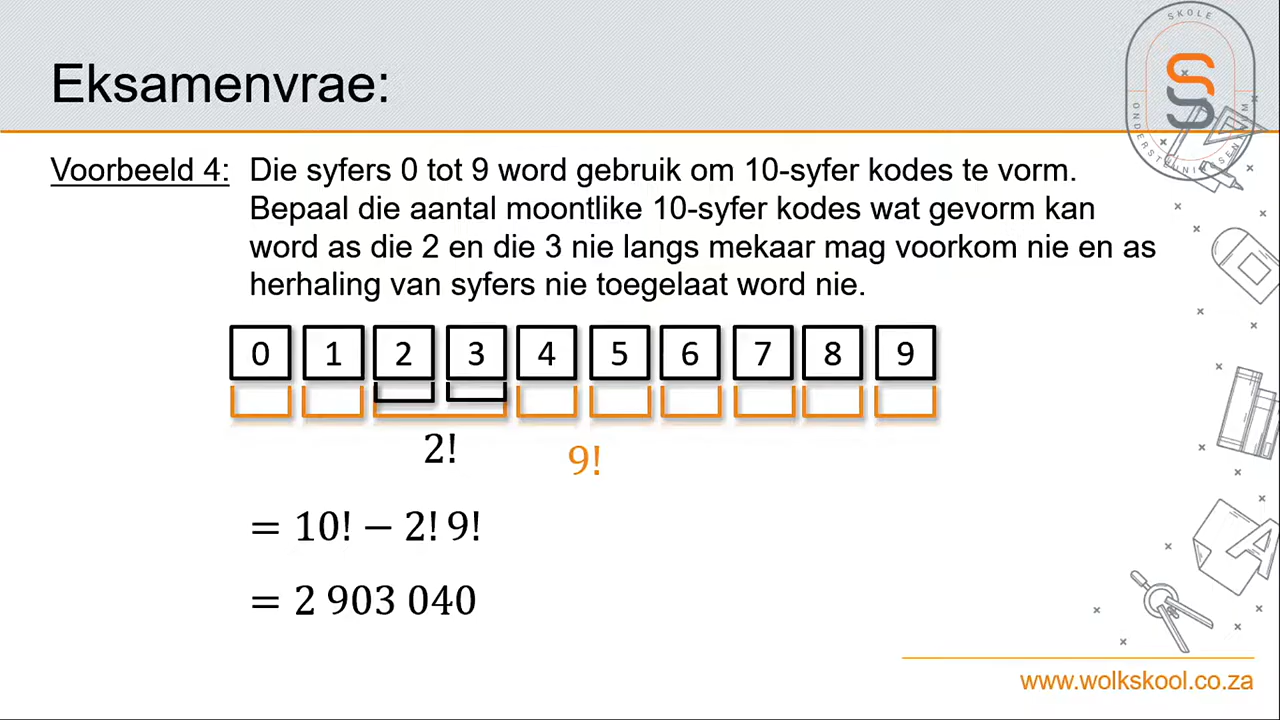 SKOLE
Eksamenvrae:
ONDERSTEUNINGSENTRUM
Voorbeeld 4: Die syfers 0 tot 9 word gebruik om 10-syfer kodes te vorm.
Bepaal die aantal moontlike 10-syfer kodes wat gevorm kan
word as die 2 en die 3 nie langs mekaar mag voorkom nie en as
herhaling van syfers nie toegelaat word nie.
0 1 2 3 4 5 6 7 8 9
2! 9!
= 10! − 2! 9!
= 2 903 040
www.wolkskool.co.za